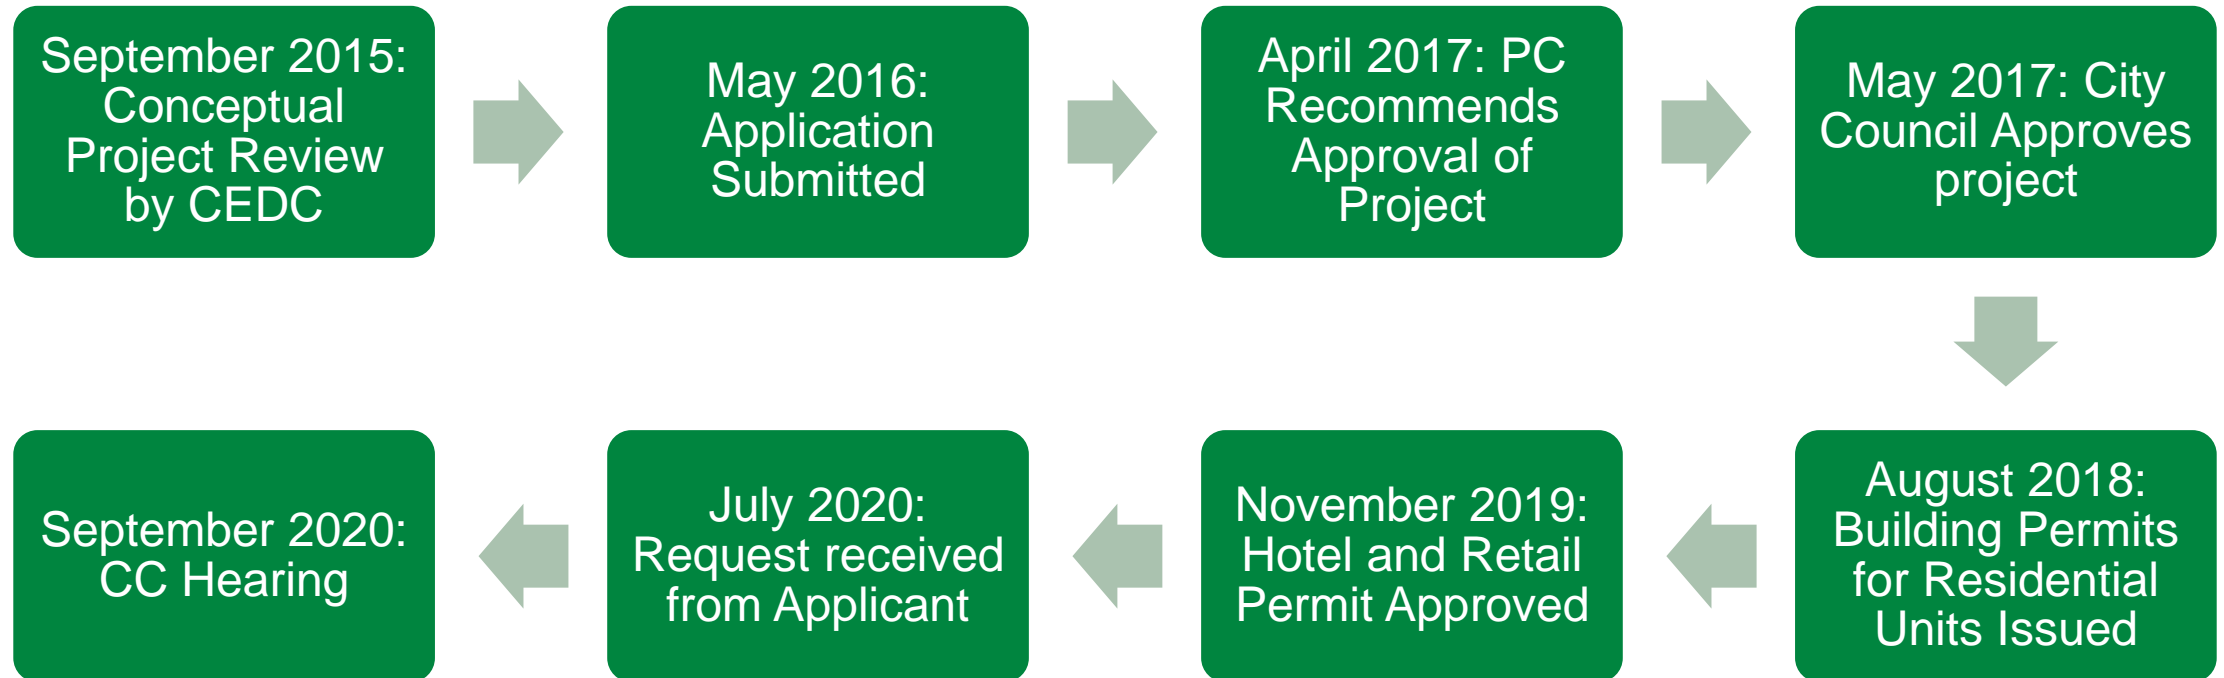 September 2015:
Conceptual
Project Review
by CEDC
May 2016:
Application
Submitted
April 2017: PC
Recommends
Approval of
Project
May 2017: City
Council Approves
project
August 2018:
Building Permits
for Residential
Units Issued
November 2019:
Hotel and Retail
Permit Approved
July 2020:
Request received
from Applicant
September 2020:
CC Hearing